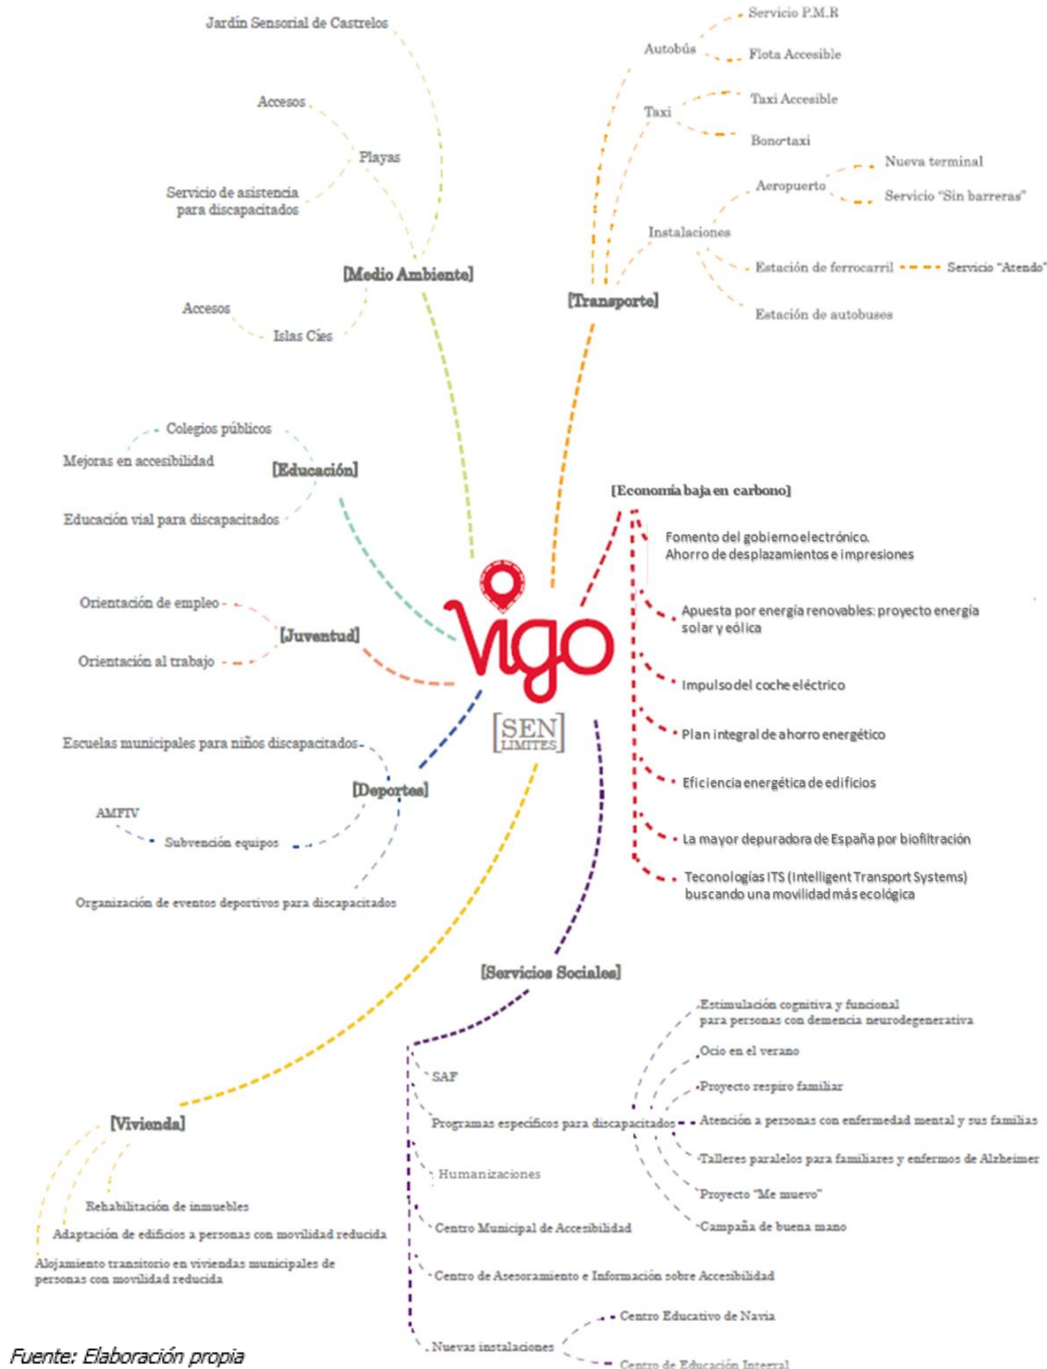 Jardín Sensorial de Castrelos
Accesos
Playas
Servicio de asistencia
para discapacitados
[Medio Ambiente]
Accesos
Islas Cíes
Servicio P.M.R
Autobús
Flota Accesible
Taxi Accesible
Taxi
Bono-taxi
Nueva terminal
Aeropuerto
Servicio "Sin barreras"
Instalaciones
Estación de ferrocarril
Servicio "Atendo"
[Transporte]
Estación de autobuses
Colegios públicos
Mejoras en accesibilidad
[Educación]
Educación vial para discapacitados
[Economía baja en carbono]
Fomento del gobierno electrónico.
Ahorro de desplazamientos e impresiones
Apuesta por energía renovables: proyecto energía
solar y eólica
Impulso del coche eléctrico
Plan integral de ahorro energético
Eficiencia energética de edificios
La mayor depuradora de España por biofiltración
Teconologías ITS (Intelligent Transport Systems)
buscando una movilidad más ecológica
Orientación de empleo
[Juventud]
Orientación al trabajo
Vigo
[SEN
LIMITES]
Escuelas municipales para niños discapacitados
[Deportes]
AMFIV
Subvención equipos
Organización de eventos deportivos para discapacitados
[Servicios Sociales]
SAF
Programas específicos para discapacitados
Humanizaciones
Centro Municipal de Accesibilidad
Centro de Asesoramiento e Información sobre Accesibilidad
Nuevas instalaciones
Centro Educativo de Navia
Centro de Educación Integral
Estimulación cognitiva y funcional
para personas con demencia neurodegenerativa
Ocio en el verano
Proyecto respiro familiar
Atención a personas con enfermedad mental y sus familias
Talleres paralelos para familiares y enfermos de Alzheimer
Proyecto "Me muevo"
Campaña de buena mano
[Vivienda]
Rehabilitación de inmuebles
Adaptación de edificios a personas con movilidad reducida
Alojamiento transitorio en viviendas municipales de
personas con movilidad reducida
Fuente: Elaboración propia